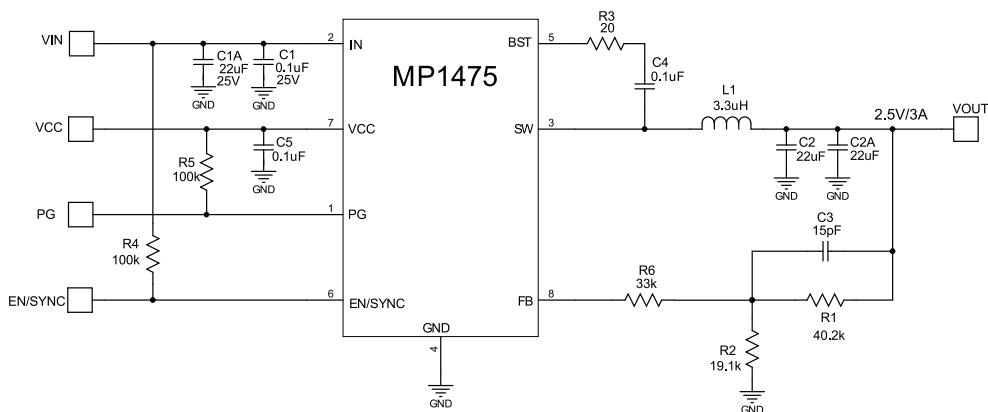 VIN
2
IN
C1A
22uF
25V
GND
C1
0.1uF
25V
GND
MP1475
BST
5
R3
20
C4
0.1uF
VCC
7
VCC
R5
100k
C5
0.1uF
GND
SW
3
L1
3.3uH
2.5V/3A
VOUT
C2
22uF
GND
C2A
22uF
GND
PG
1
PG
R4
100k
C3
15pF
EN/SYNC
6
EN/SYNC
FB
8
R6
33k
R1
40.2k
R2
19.1k
GND
GND
4
GND